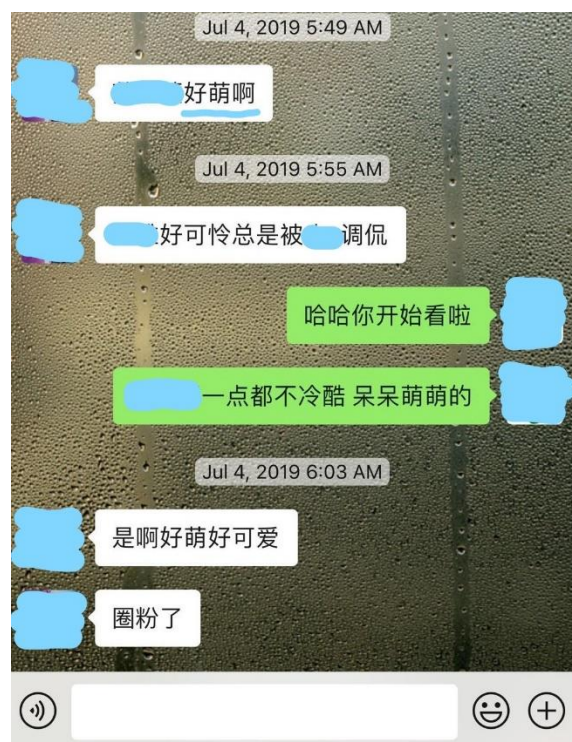 Jul 4, 2019 5:49 AM
好萌啊
Jul 4, 2019 5:55 AM
好可怜总是被 调侃
哈哈你开始看啦
一点都不冷酷 呆呆萌萌的
Jul 4, 2019 6:03 AM
是啊好萌好可爱
圈粉了